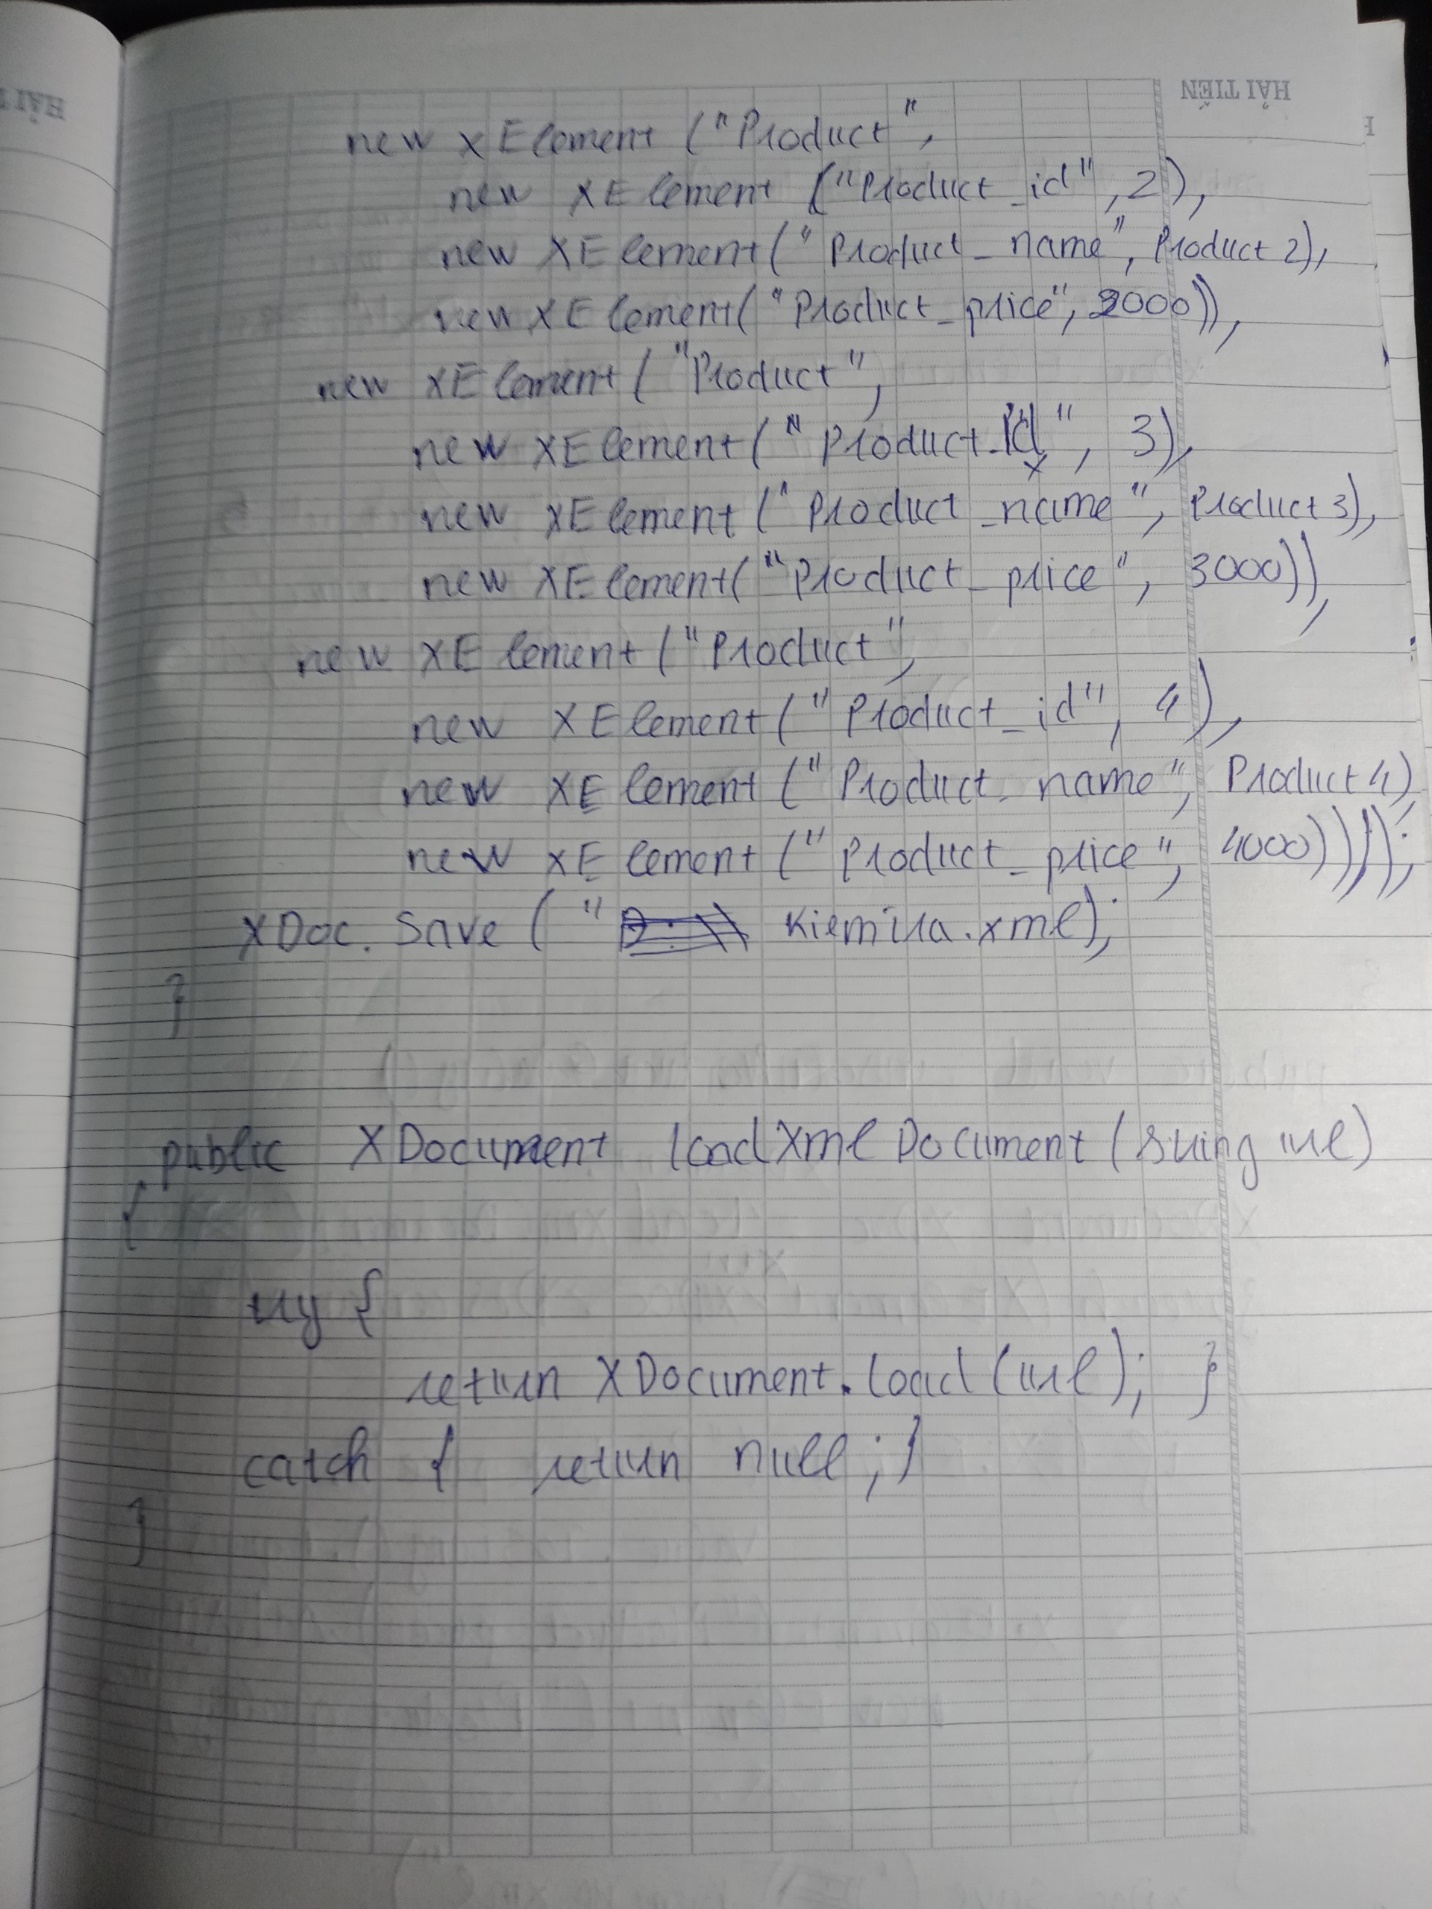 HẢI TIẾN
new XElement ("Product",
new XElement ("Product_id", 2),
new XElement ("Product_name", Product 2),
new XElement ("Product_price", 2000)),
new XElement ("Product",
new XElement ("Product_id", 3),
new XElement ("Product_name", Product 3),
new XElement ("Product_price", 3000)),
new XElement ("Product",
new XElement ("Product_id", 4),
new XElement ("Product_name", Product 4)
new XElement ("Product_price", 4000))));
XDoc. Save (" Kiemtra.xml);
}
public XDocument loadXmlDocument (string url)
{
try {
return XDocument.load (url); }
catch { return null; }
}